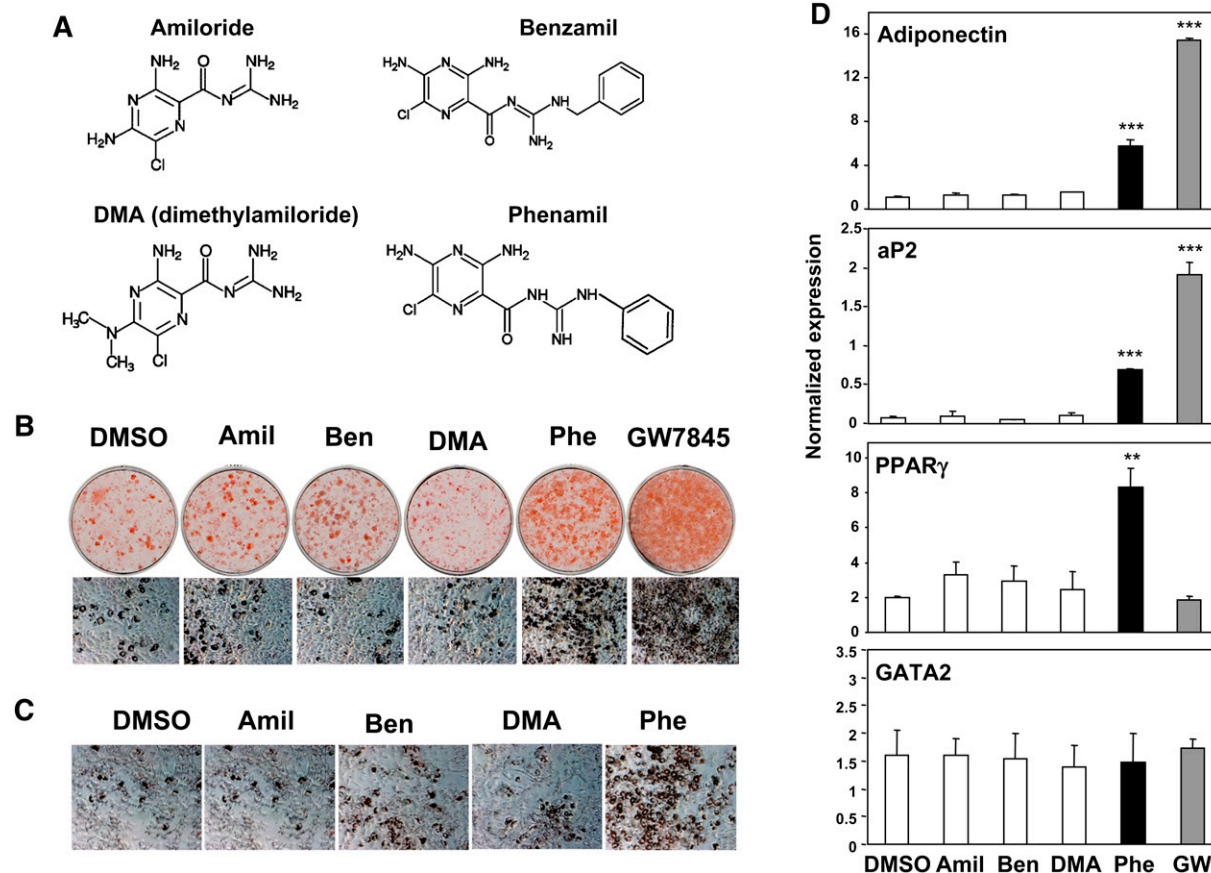 A
Amiloride
Benzamil
NH₂
O
NH₂
N
N
NH₂
H₂N
N
Cl
H₂N
N
NH₂
Cl
N
N
NH
O
NH₂
DMA (dimethylamiloride)
Phenamil
NH₂
O
NH₂
N
N
NH₂
H₃C
N
N
CH₃
Cl
H₂N
N
NH₂
Cl
N
NH
NH
O
NH
B
DMSO Amil Ben DMA Phe GW7845
C
DMSO Amil Ben DMA Phe
D
Normalized expression
Adiponectin
16
12
8
4
0
***
***
aP2
2.5
2
1.5
1
0.5
0
***
***
PPARγ
10
8
6
4
2
0
**
GATA2
3.5
3
2.5
2
1.5
1
0.5
0
DMSO Amil Ben DMA Phe GW